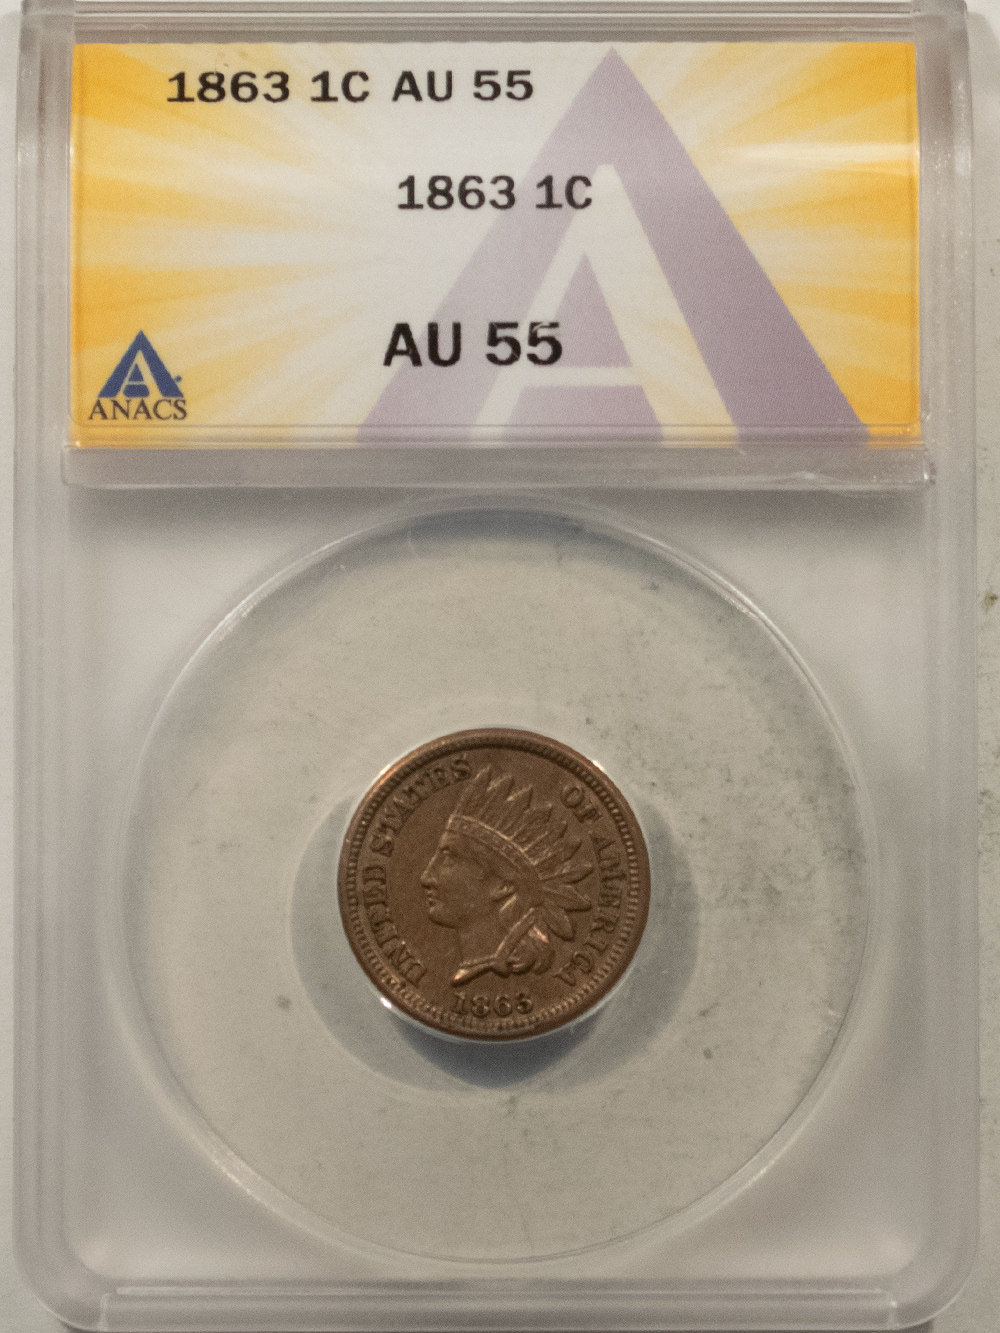 1863 1C AU 55
1863 1C
AU 55
ANACS
UNITED STATES OF AMERICA
1863